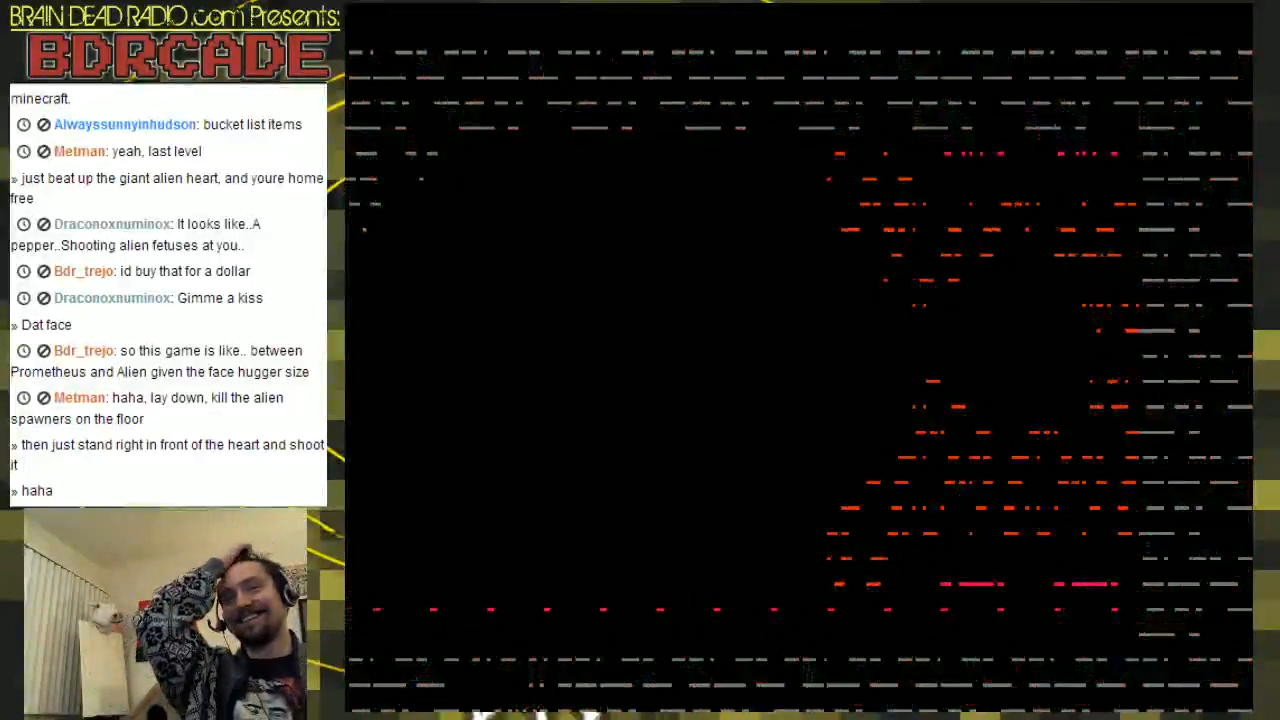 BRAIN DEAD RADIO.com Presents:
BDRCADE
minecraft.
Alwayssunnyinhudson: bucket list items
Metman: yeah, last level
» just beat up the giant alien heart, and youre home
free
Draconoxnuminox: It looks like..A
pepper..Shooting alien fetuses at you..
Bdr_trejo: id buy that for a dollar
Draconoxnuminox: Gimme a kiss
» Dat face
Bdr_trejo: so this game is like.. between
Prometheus and Alien given the face hugger size
Metman: haha, lay down, kill the alien
spawners on the floor
» then just stand right in front of the heart and shoot
it
» haha